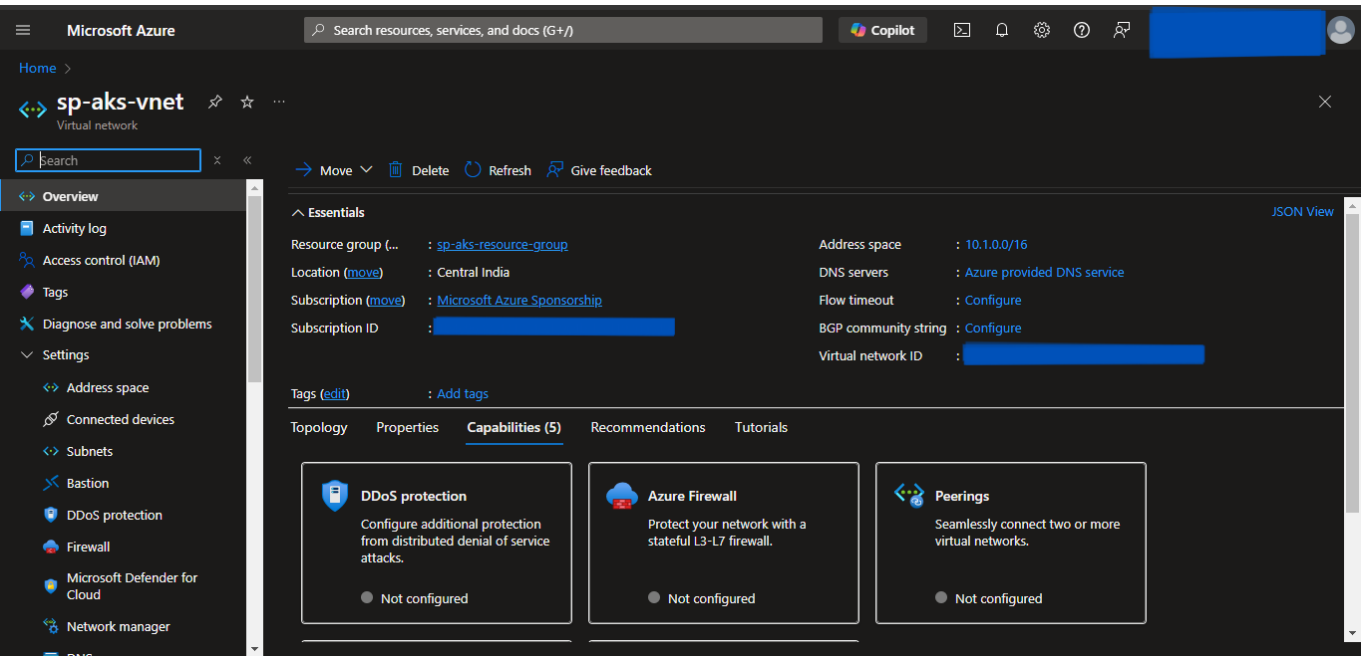 Microsoft Azure
Search resources, services, and docs (G+/)
Copilot
Home >
sp-aks-vnet
Virtual network
Search
Move
Delete
Refresh
Give feedback
Overview
Activity log
Access control (IAM)
Tags
Diagnose and solve problems
Settings
Address space
Connected devices
Subnets
Bastion
DDoS protection
Firewall
Microsoft Defender for
Cloud
Network manager
DNS
Essentials
JSON View
Resource group (... : sp-aks-resource-group
Location (move) : Central India
Subscription (move) : Microsoft Azure Sponsorship
Subscription ID :
Address space : 10.1.0.0/16
DNS servers : Azure provided DNS service
Flow timeout : Configure
BGP community string : Configure
Virtual network ID :
Tags (edit) : Add tags
Topology Properties Capabilities (5) Recommendations Tutorials
DDoS protection
Configure additional protection
from distributed denial of service
attacks.
Not configured
Azure Firewall
Protect your network with a
stateful L3-L7 firewall.
Not configured
Peerings
Seamlessly connect two or more
virtual networks.
Not configured